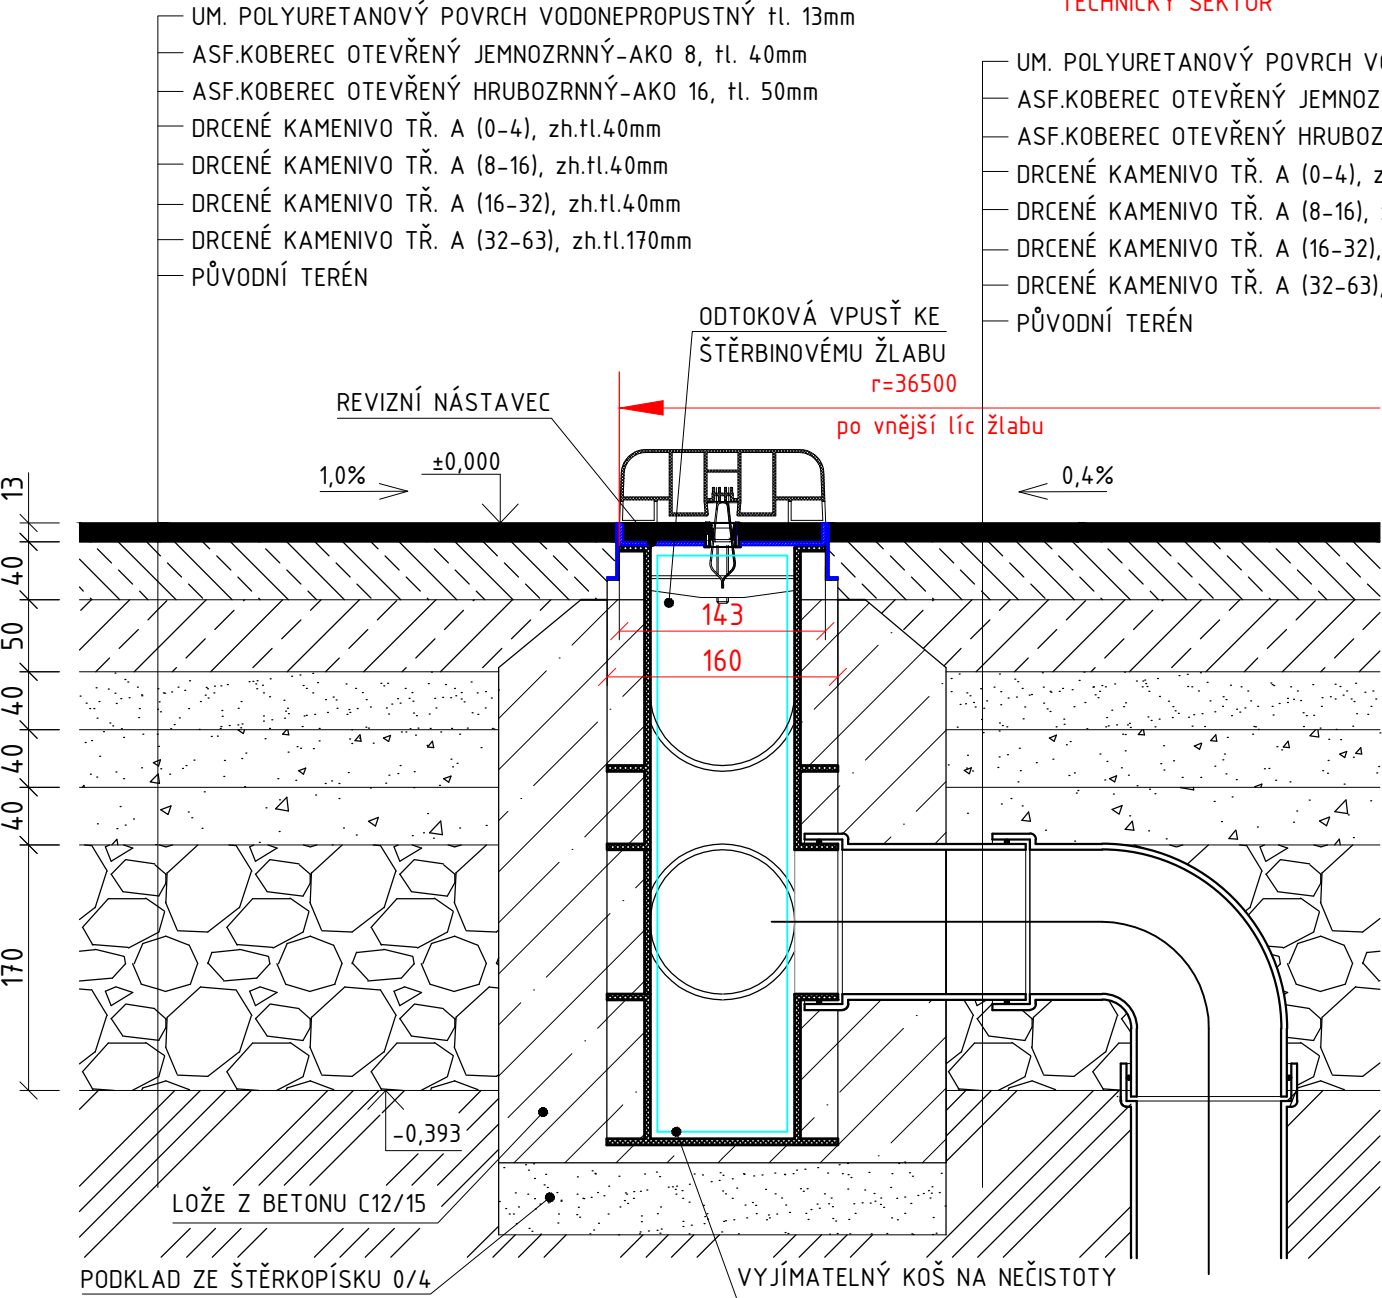 UM. POLYURETANOVÝ POVRCH VODONEPROPUSTNÝ tl. 13mm
ASF.KOBEREC OTEVŘENÝ JEMNOZRNNÝ-AKO 8, tl. 40mm
ASF.KOBEREC OTEVŘENÝ HRUBOZRNNÝ-AKO 16, tl. 50mm
DRCENÉ KAMENIVO TŘ. A (0-4), zh.tl.40mm
DRCENÉ KAMENIVO TŘ. A (8-16), zh.tl.40mm
DRCENÉ KAMENIVO TŘ. A (16-32), zh.tl.40mm
DRCENÉ KAMENIVO TŘ. A (32-63), zh.tl.170mm
PŮVODNÍ TERÉN
TECHNICKÝ SEKTOR
UM. POLYURETANOVÝ POVRCH
ASF.KOBEREC OTEVŘENÝ
ASF.KOBEREC OTEVŘENÝ
DRCENÉ KAMENIVO TŘ. A (0-4),
DRCENÉ KAMENIVO TŘ. A (8-16),
DRCENÉ KAMENIVO TŘ. A (16-32),
DRCENÉ KAMENIVO TŘ. A (32-63),
PŮVODNÍ TERÉN
ODTOKOVÁ VPUSŤ KE
ŠTĚRBINOVÉMU ŽLABU
r=36500
po vnější líc žlabu
REVIZNÍ NÁSTAVEC
1,0%
±0,000
0,4%
13
40
50
40
40
40
170
143
160
-0,393
LOŽE Z BETONU C12/15
PODKLAD ZE ŠTĚRKOPÍSKU 0/4
VYJÍMATELNÝ KOŠ NA NEČISTOTY